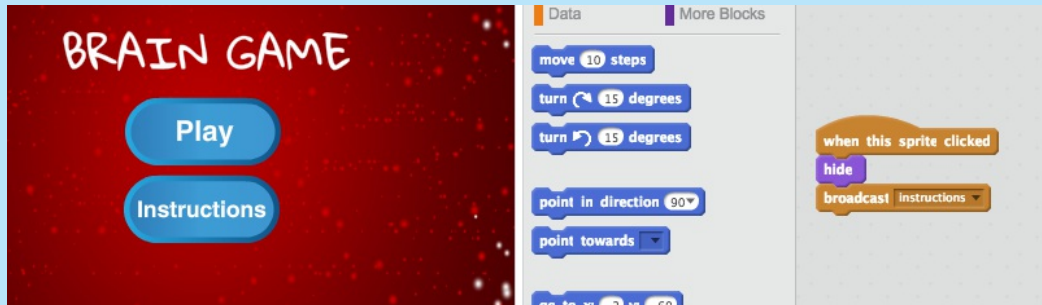 BRAIN GAME
Play
Instructions
Data
More Blocks
move 10 steps
turn 15 degrees
turn 15 degrees
point in direction 90
point towards
when this sprite clicked
hide
broadcast instructions